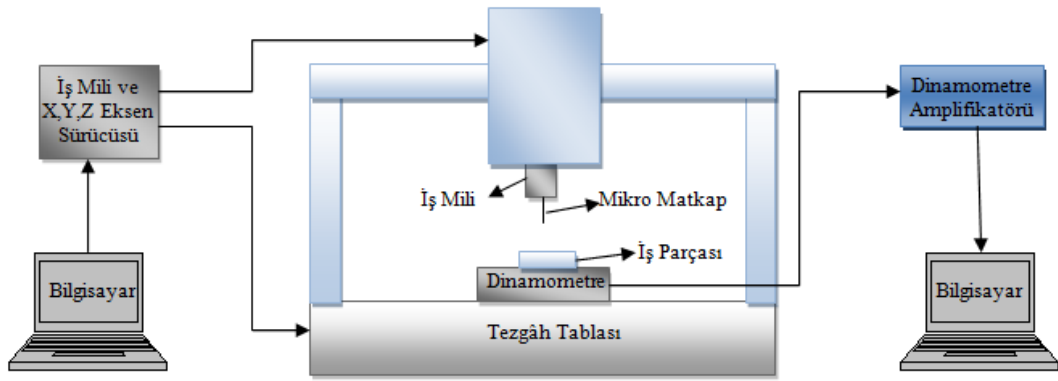 İş Mili ve
X,Y,Z Eksen
Sürücüsü
Dinamometre
Amplifikatörü
İş Mili
Mikro Matkap
İş Parçası
Dinamometre
Bilgisayar
Bilgisayar
Tezgâh Tablası